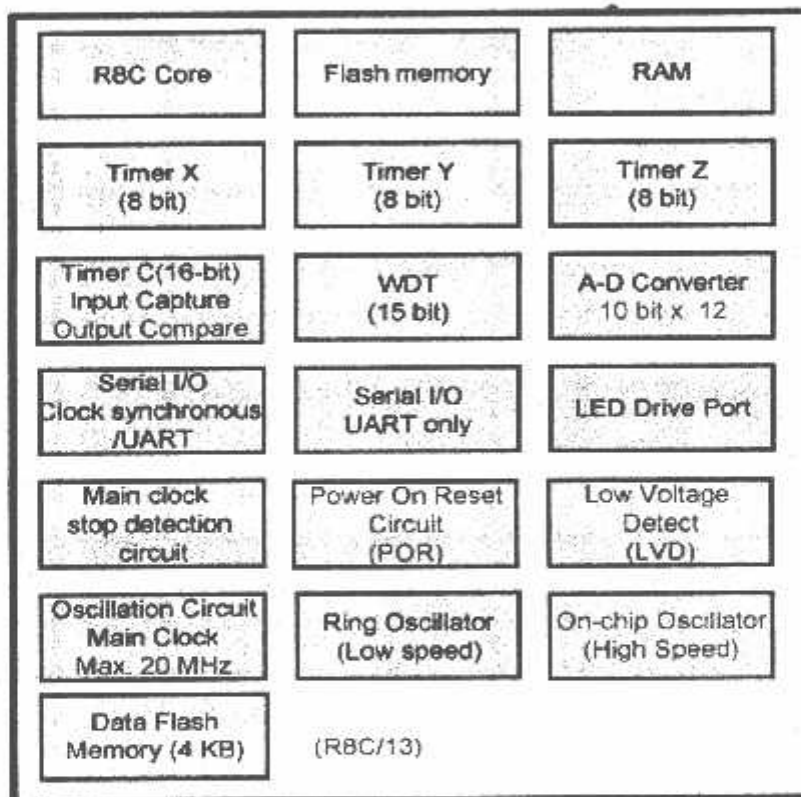 R8C Core
Flash memory
RAM
Timer X
(8 bit)
Timer Y
(8 bit)
Timer Z
(8 bit)
Timer C(16-bit)
Input Capture
Output Compare
WDT
(15 bit)
A-D Converter
10 bit x 12
Serial I/O
Clock synchronous
/UART
Serial I/O
UART only
LED Drive Port
Main clock
stop detection
circuit
Power On Reset
Circuit
(POR)
Low Voltage
Detect
(LVD)
Oscillation Circuit
Main Clock
Max. 20 MHz
Ring Oscillator
(Low speed)
On-chip Oscillator
(High Speed)
Data Flash
Memory (4 KB)
(R8C/13)